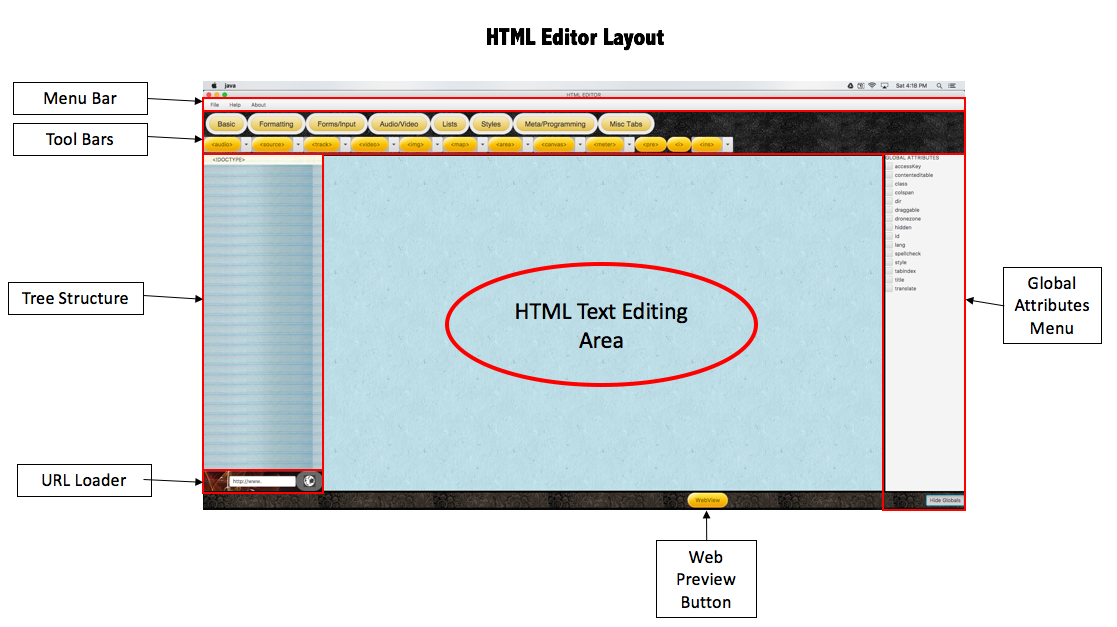 HTML Editor Layout
Menu Bar
Tool Bars
Tree Structure
URL Loader
java
Sat 4:18 PM
HTML EDITOR
File Help About
Basic Formatting Forms/Input Audio/Video Lists Styles Meta/Programming Misc Tabs
<audio> <source> <track> <video> <img> <map> <area> <canvas> <meter> <pre> <i> <ins>
<!DOCTYPE>
HTML Text Editing
Area
http://www.
WebView
GLOBAL ATTRIBUTES
accessKey
contenteditable
class
colspan
dir
draggable
dronezone
hidden
id
lang
spellcheck
style
tabindex
title
translate
Hide Globals
Global
Attributes
Menu
Web
Preview
Button